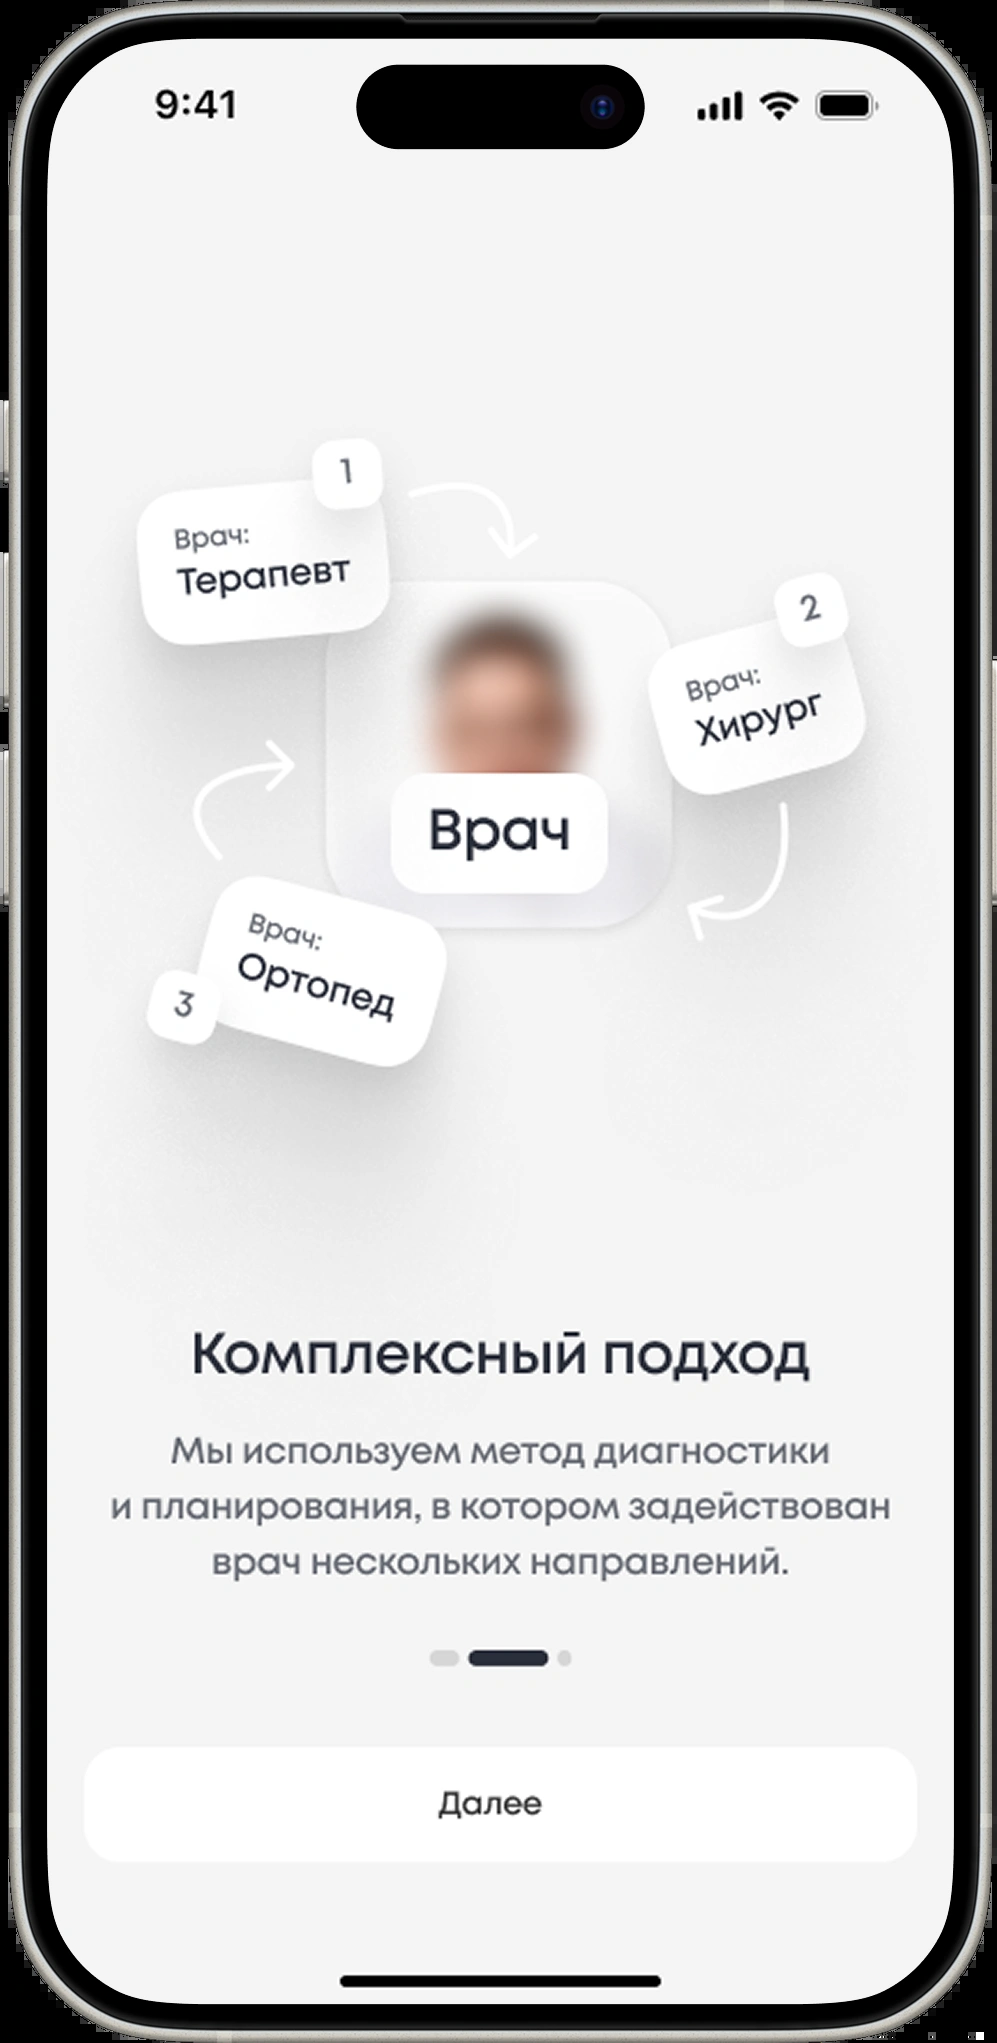 9:41
1
Врач:
Терапевт
2
Врач:
Хирург
Врач
Врач:
Ортопед
3
Комплексный подход
Мы используем метод диагностики
и планирования, в котором задействован
врач нескольких направлений.
Далее